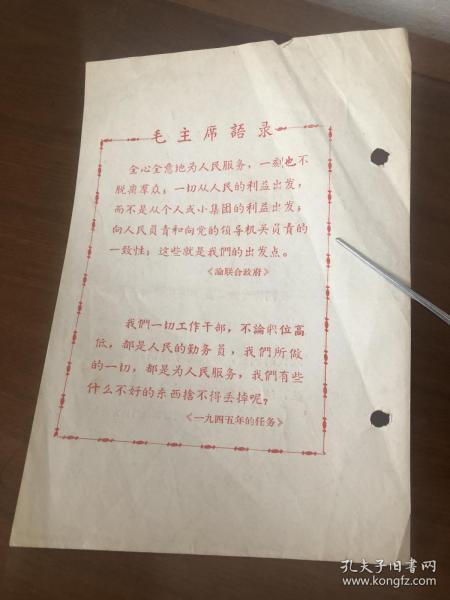 毛主席語录
全心全意地为人民服务，一刻也不
脱离羣众；一切从人民的利益出发，
而不是从个人或小集团的利益出发；
向人民員責和向党的领导机关員責的
一致性；这些就是我們的出发点。
《論联合政府》
我們一切工作干部，不論职位高
低，都是人民的勤务員，我們所做
的一切，都是为人民服务，我們有些
什么不好的东西捨不得丢掉呢？
《一九四五年的任务》
孔夫子旧书网
www.kongfz.com